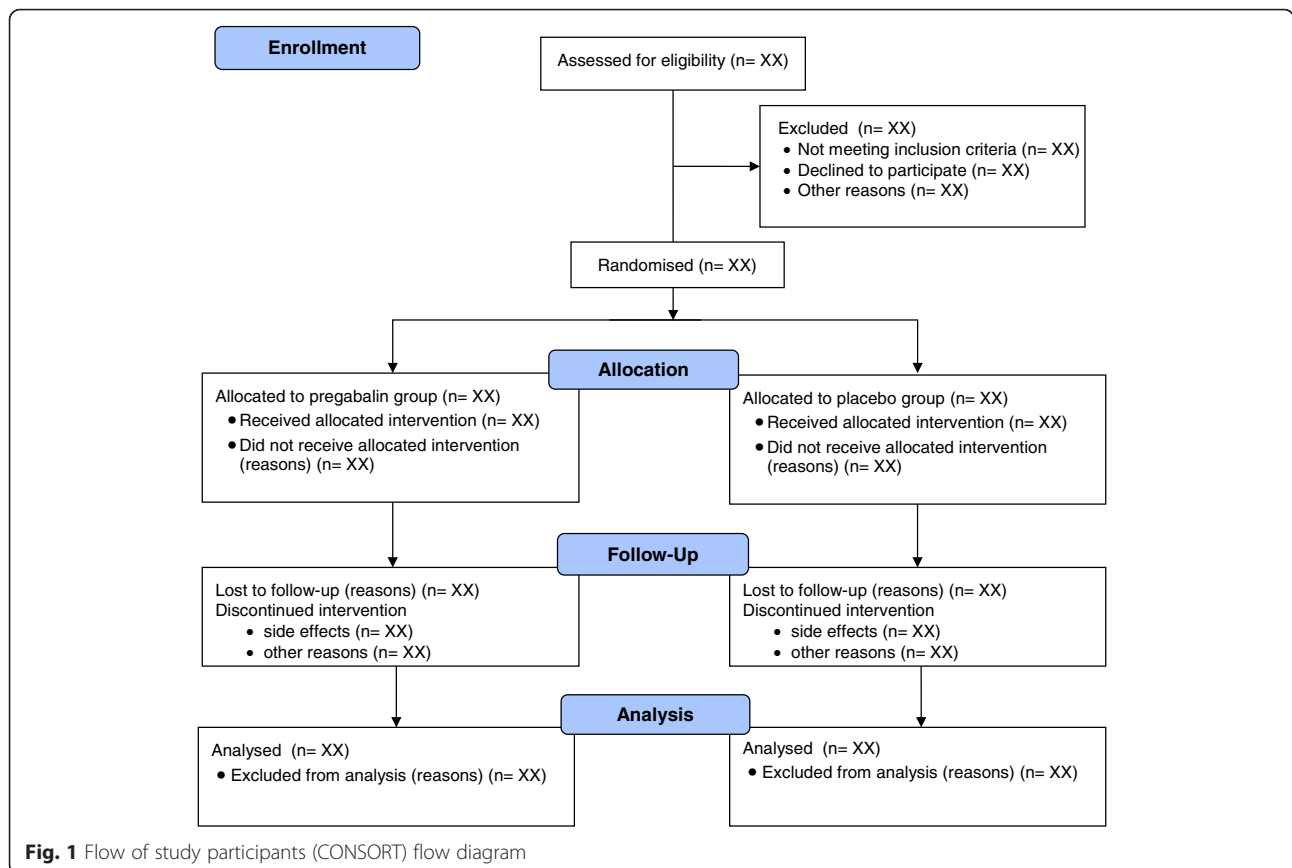 Enrollment
Assessed for eligibility (n= XX)
Excluded (n= XX)
• Not meeting inclusion criteria (n= XX)
• Declined to participate (n= XX)
• Other reasons (n= XX)
Randomised (n= XX)
Allocation
Allocated to pregabalin group (n= XX)
• Received allocated intervention (n= XX)
• Did not receive allocated intervention
(reasons) (n= XX)
Allocated to placebo group (n= XX)
• Received allocated intervention (n= XX)
• Did not receive allocated intervention
(reasons) (n= XX)
Follow-Up
Lost to follow-up (reasons) (n= XX)
Discontinued intervention
• side effects (n= XX)
• other reasons (n= XX)
Lost to follow-up (reasons) (n= XX)
Discontinued intervention
• side effects (n= XX)
• other reasons (n= XX)
Analysis
Analysed (n= XX)
• Excluded from analysis (reasons) (n= XX)
Analysed (n= XX)
• Excluded from analysis (reasons) (n= XX)
Fig. 1 Flow of study participants (CONSORT) flow diagram